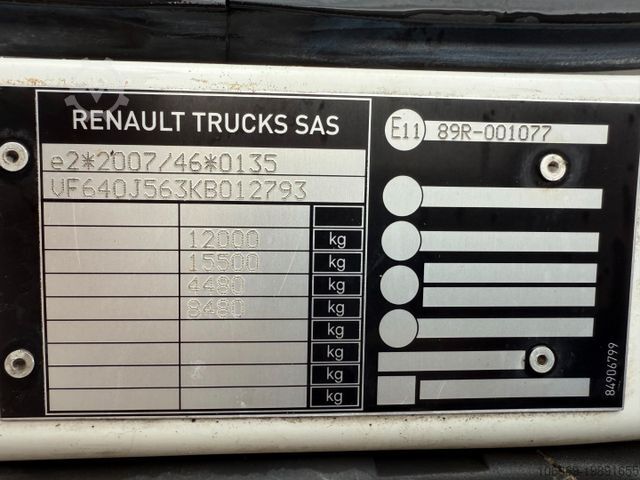 RENAULT TRUCKS SAS
e2*2007/46*0135
VF640J563KB012793
kg
12000 kg
15500 kg
4480 kg
8480 kg
kg
kg
kg
kg
E11 89R-001077
84906799